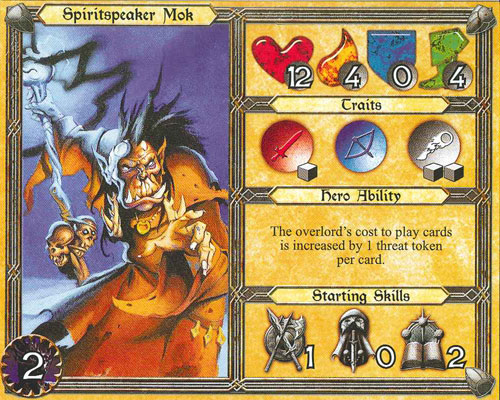 Spiritspeaker Mok
12 4 0 4
Traits
Hero Ability
The overlord's cost to play cards
is increased by 1 threat token
per card.
Starting Skills
1 0 2
2